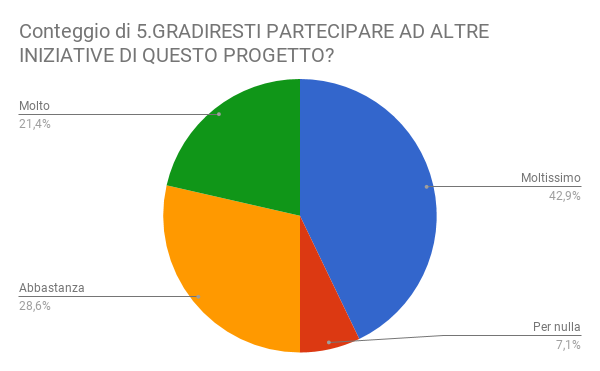 Conteggio di 5.GRADIRESTI PARTECIPARE AD ALTRE
INIZIATIVE DI QUESTO PROGETTO?
Molto
21,4%
Moltissimo
42,9%
Abbastanza
28,6%
Per nulla
7,1%